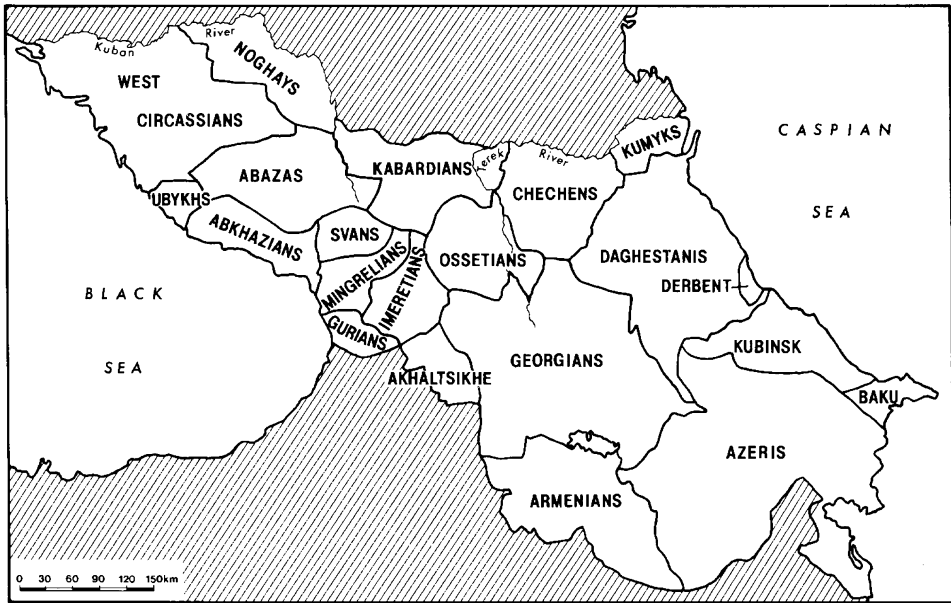 Kuban River
NOGHAYS
WEST
CIRCASSIANS
ABAZAS
UBYKHS
ABKHAZIANS
KABARDIANS
Terek River
KUMYKS
CHECHENS
SVANS
MINGRELIANS
IMERETIANS
GURIANS
OSSETIANS
DAGHESTANIS
DERBENT
CASPIAN
SEA
BLACK
SEA
AKHALTSIKHE
GEORGIANS
KUBINSK
BAKU
AZERIS
ARMENIANS
0 30 60 90 120 150km